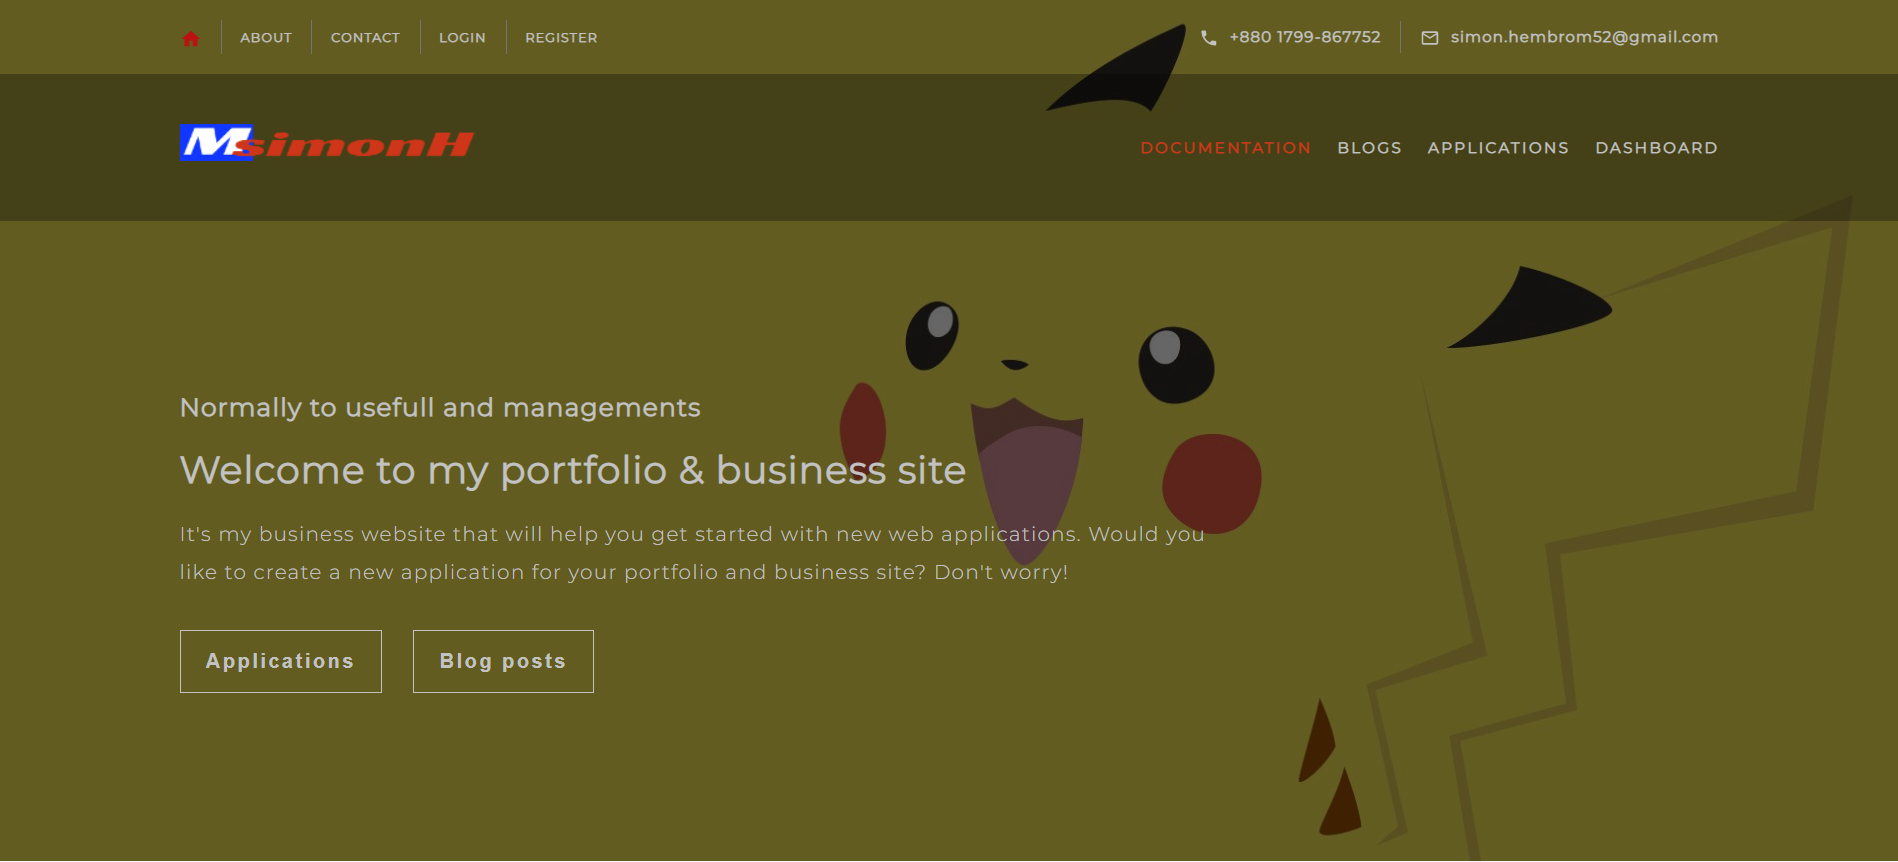 ABOUT CONTACT LOGIN REGISTER +880 1799-867752 simon.hembrom52@gmail.com
MsimonH DOCUMENTATION BLOGS APPLICATIONS DASHBOARD
Normally to usefull and managements
Welcome to my portfolio & business site
It's my business website that will help you get started with new web applications. Would you
like to create a new application for your portfolio and business site? Don't worry!
Applications Blog posts